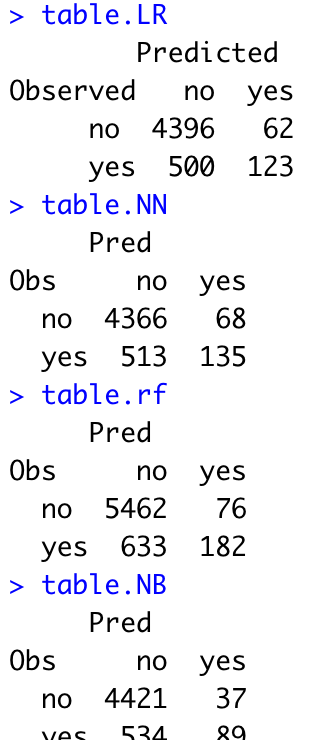 > table.LR
Predicted
Observed no yes
no 4396 62
yes 500 123
> table.NN
Pred
Obs no yes
no 4366 68
yes 513 135
> table.rf
Pred
Obs no yes
no 5462 76
yes 633 182
> table.NB
Pred
Obs no yes
no 4421 37
yes 534 89